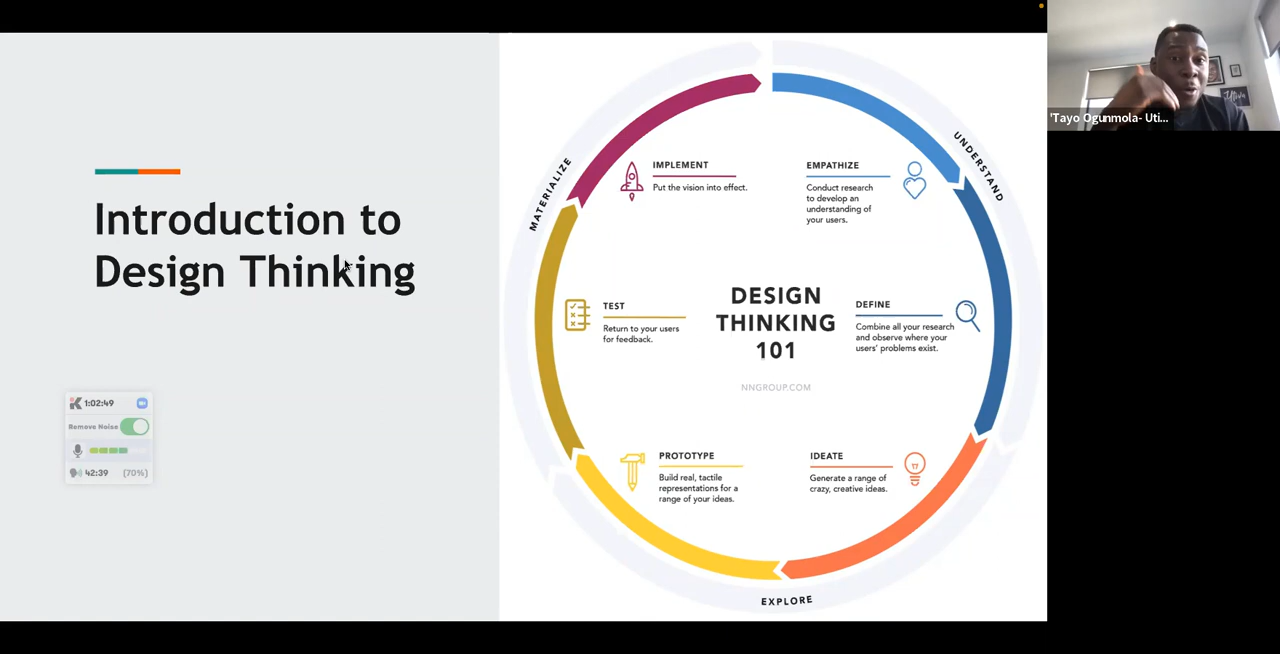 Introduction to
Design Thinking
1:02:49
Remove Noise
42:39 (70%)
MATERIALIZE
UNDERSTAND
EXPLORE
IMPLEMENT
Put the vision into effect.
EMPATHIZE
Conduct research
to develop an
understanding of
your users.
TEST
Return to your users
for feedback.
DESIGN
THINKING
101
NNGROUP.COM
DEFINE
Combine all your research
and observe where your
users' problems exist.
PROTOTYPE
Build real, tactile
representations for a
range of your ideas.
IDEATE
Generate a range of
crazy, creative ideas.
'Tayo Ogunmola- Uti...